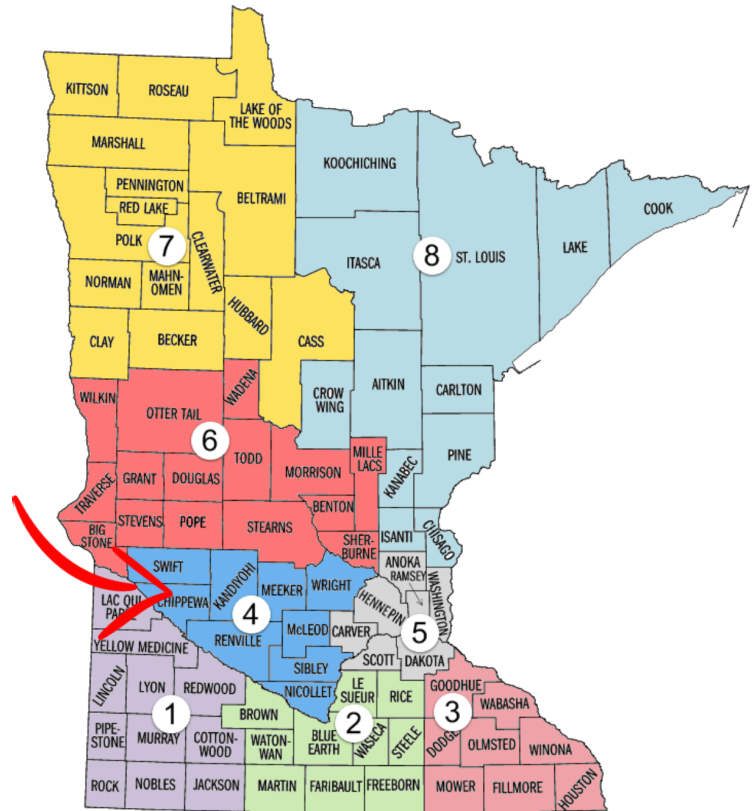 KITTSON
ROSEAU
LAKE OF
THE WOODS
MARSHALL
KOOCHICHING
PENNINGTON
BELTRAMI
RED LAKE
COOK
POLK
7
CLEARWATER
8
ST. LOUIS
LAKE
ITASCA
NORMAN
MAHN-
OMEN
HUBBARD
CLAY
BECKER
CASS
WADENA
AITKIN
CARLTON
WILKIN
CROW
WING
OTTER TAIL
6
TODD
MILLE
LACS
KANABEC
PINE
MORRISON
TRAVERSE
GRANT
DOUGLAS
BENTON
STEVENS
POPE
STEARNS
BIG
STONE
SHER-
BURNE
ISANTI
CHISAGO
SWIFT
KANDIYOHI
ANOKA
RAMSEY
WASHINGTON
MEEKER
WRIGHT
HENNEPIN
LAC QUI
PARLE
CHIPPEWA
4
5
RENVILLE
McLEOD
CARVER
YELLOW MEDICINE
SIBLEY
SCOTT
DAKOTA
LINCOLN
LYON
REDWOOD
NICOLLET
LE
SUEUR
RICE
GOODHUE
WABASHA
1
BROWN
2
3
PIPE-
STONE
MURRAY
COTTON-
WOOD
WATON-
WAN
BLUE
EARTH
WASECA
STEELE
DODGE
OLMSTED
WINONA
ROCK
NOBLES
JACKSON
MARTIN
FARIBAULT
FREEBORN
MOWER
FILLMORE
HOUSTON